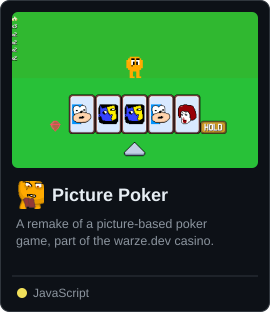 HOLD
Picture Poker
A remake of a picture-based poker
game, part of the warze.dev casino.
JavaScript